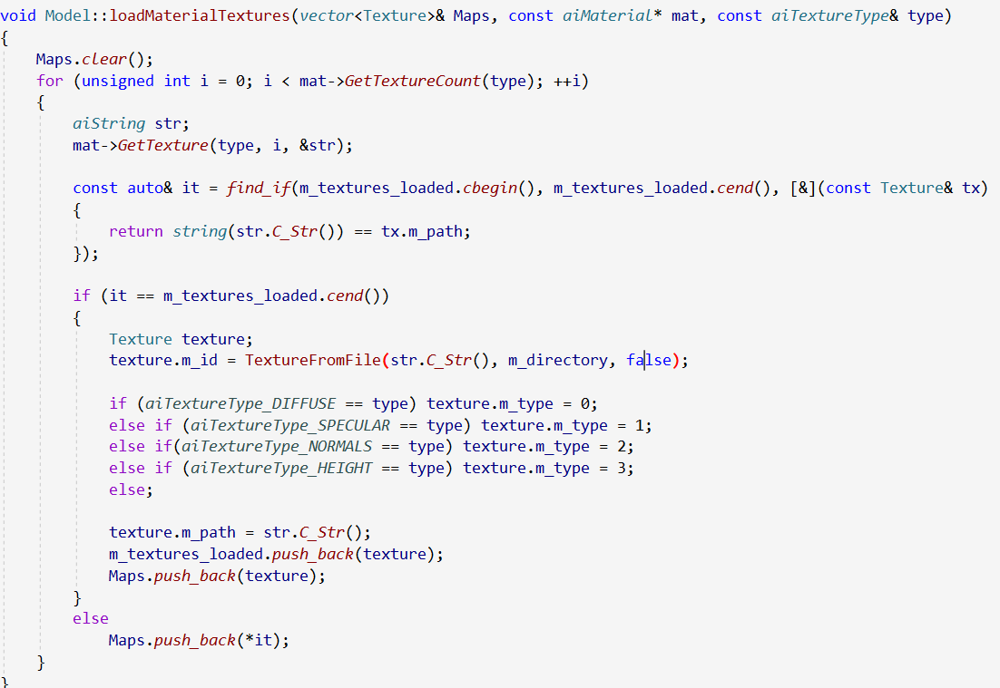 void Model::loadMaterialTextures(vector<Texture>& Maps, const aiMaterial* mat, const aiTextureType& type)
{
    Maps.clear();
    for (unsigned int i = 0; i < mat->GetTextureCount(type); ++i)
    {
        aiString str;
        mat->GetTexture(type, i, &str);

        const auto& it = find_if(m_textures_loaded.cbegin(), m_textures_loaded.cend(), [&](const Texture& tx)
        {
            return string(str.C_Str()) == tx.m_path;
        });

        if (it == m_textures_loaded.cend())
        {
            Texture texture;
            texture.m_id = TextureFromFile(str.C_Str(), m_directory, false);

            if (aiTextureType_DIFFUSE == type) texture.m_type = 0;
            else if (aiTextureType_SPECULAR == type) texture.m_type = 1;
            else if(aiTextureType_NORMALS == type) texture.m_type = 2;
            else if (aiTextureType_HEIGHT == type) texture.m_type = 3;
            else;

            texture.m_path = str.C_Str();
            m_textures_loaded.push_back(texture);
            Maps.push_back(texture);
        }
        else
            Maps.push_back(*it);
    }
}